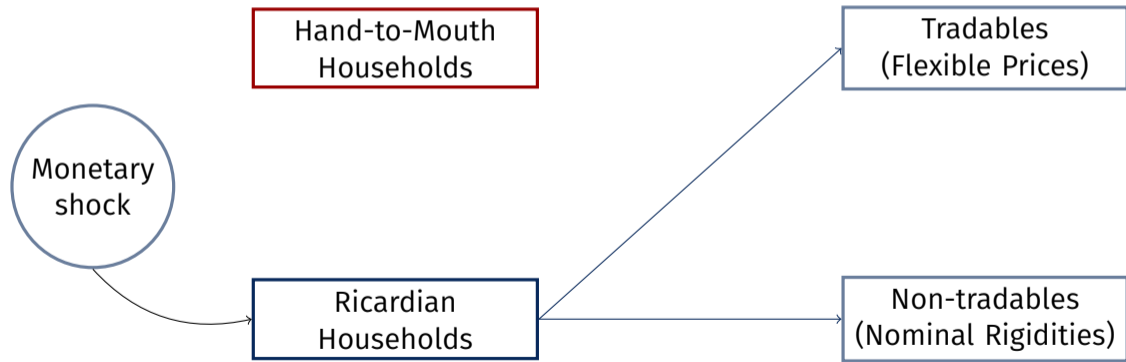 Hand-to-Mouth
Households
Tradables
(Flexible Prices)
Monetary
shock
Ricardian
Households
Non-tradables
(Nominal Rigidities)